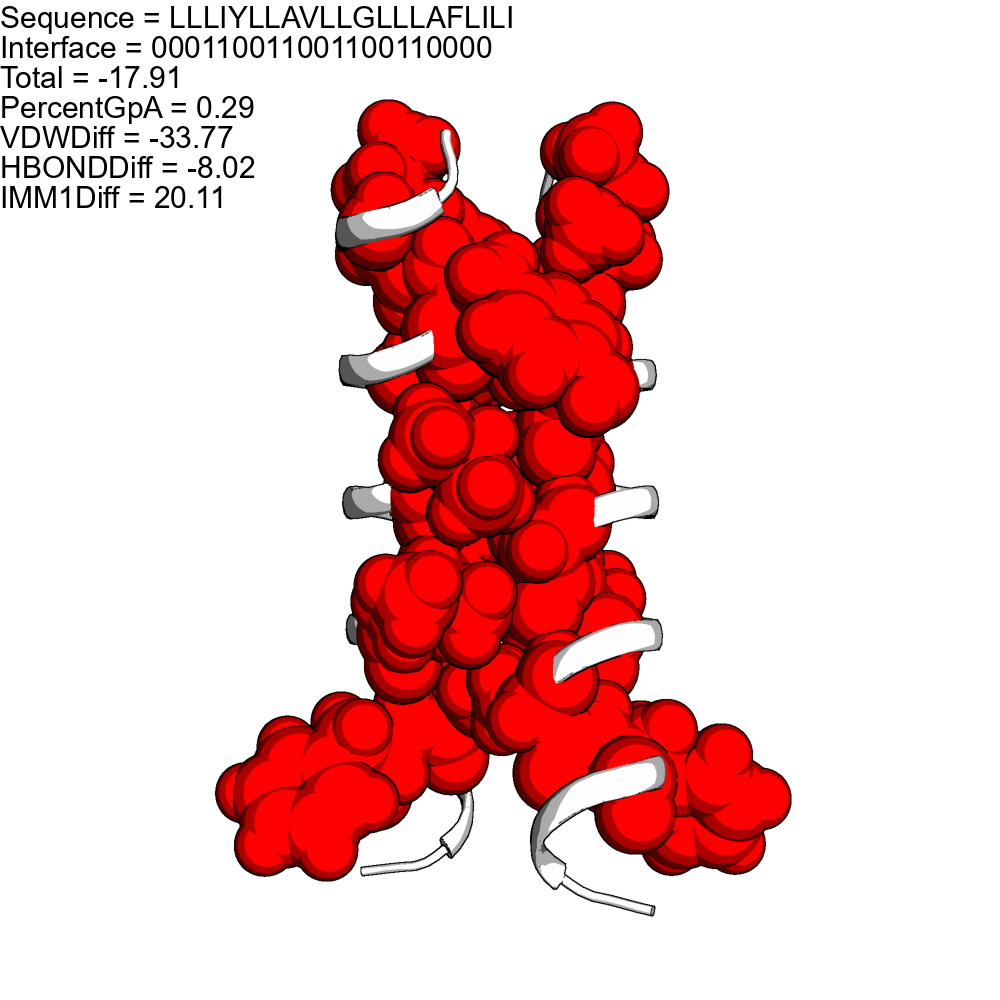 Sequence = LLLIYLLAVLLGLLLAFLILI
Interface = 000110011001100110000
Total = -17.91
PercentGpA = 0.29
VDWDiff = -33.77
HBONDDiff = -8.02
IMM1Diff = 20.11